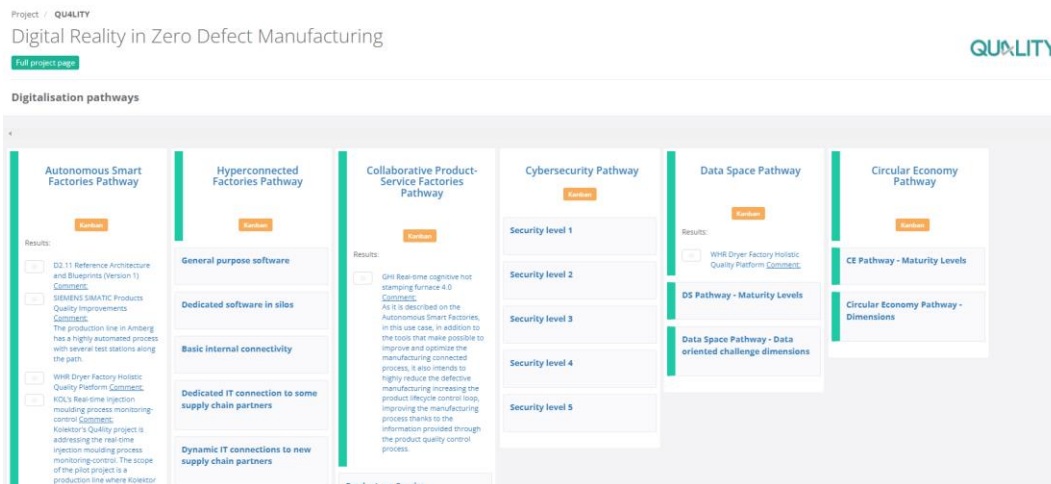 Project / QU4LITY
Digital Reality in Zero Defect Manufacturing
Full project page
QU4LITY
Digitalisation pathways
Autonomous Smart
Factories Pathway
Kanban
Results:
D2.11 Reference Architecture
and Blueprints (Version 1)
Comment:
SIEMENS SIMATIC Products
Quality Improvements
Comment:
The production line in Amberg
has a highly automated process
with several test stations along
the path.
WHR Dryer Factory Holistic
Quality Platform Comment:
KOL's Real-time injection
moulding process monitoring-
control Comment:
Kolektor's Qu4lity project is
addressing the real-time
injection moulding process
monitoring-control. The scope
of the pilot project is a
production line where Kolektor
Hyperconnected
Factories Pathway
Kanban
General purpose software
Dedicated software in silos
Basic internal connectivity
Dedicated IT connection to some
supply chain partners
Dynamic IT connections to new
supply chain partners
Collaborative Product-
Service Factories
Pathway
Kanban
Results:
GHI Real-time cognitive hot
stamping furnace 4.0
Comment:
As it is described on the
Autonomous Smart Factories,
in this use case, in addition to
the tools that make possible to
improve and optimize the
manufacturing connected
process, it also intends to
highly reduce the defective
manufacturing increasing the
product lifecycle control loop,
improving the manufacturing
process thanks to the
information provided through
the product quality control
process.
Cybersecurity Pathway
Kanban
Security level 1
Security level 2
Security level 3
Security level 4
Security level 5
Data Space Pathway
Kanban
Results:
WHR Dryer Factory Holistic
Quality Platform Comment:
DS Pathway - Maturity Levels
Data Space Pathway - Data
oriented challenge dimensions
Circular Economy
Pathway
Kanban
CE Pathway - Maturity Levels
Circular Economy Pathway -
Dimensions